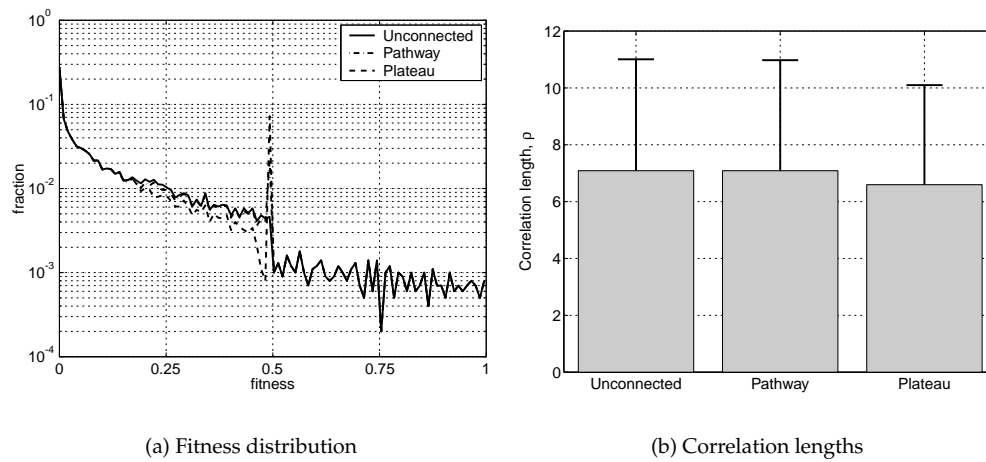 10^0
10^-1
10^-2
10^-3
10^-4
fraction
0 0.25 0.5 0.75 1
fitness
Unconnected
Pathway
Plateau
(a) Fitness distribution
12
10
8
6
4
2
0
Correlation length, ρ
Unconnected Pathway Plateau
(b) Correlation lengths